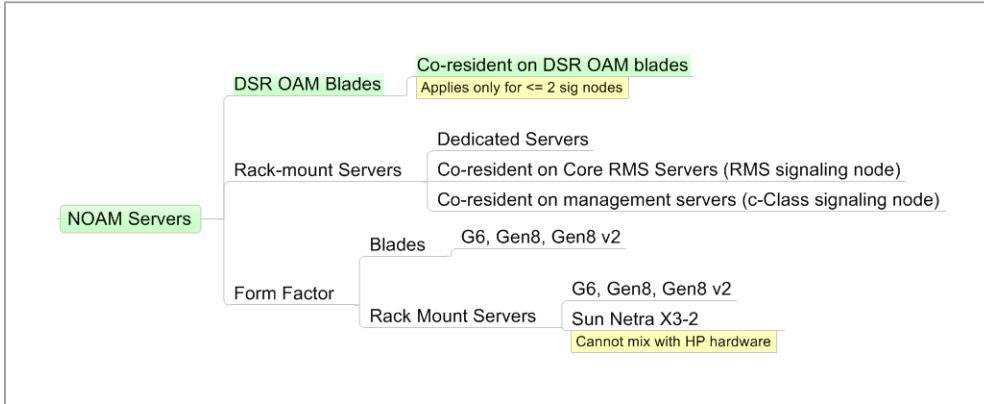 Co-resident on DSR OAM blades
DSR OAM Blades
Applies only for <= 2 sig nodes
Dedicated Servers
Rack-mount Servers
Co-resident on Core RMS Servers (RMS signaling node)
Co-resident on management servers (c-Class signaling node)
NOAM Servers
Blades
G6, Gen8, Gen8 v2
Form Factor
G6, Gen8, Gen8 v2
Rack Mount Servers
Sun Netra X3-2
Cannot mix with HP hardware